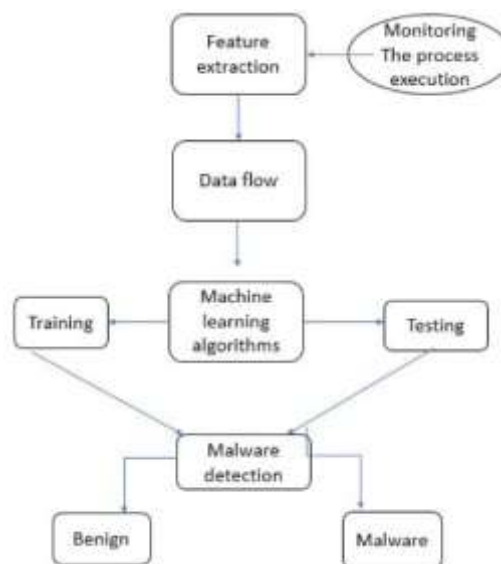 Feature
extraction
Monitoring
The process
execution
Data flow
Machine
learning
algorithms
Training
Testing
Malware
detection
Benign
Malware